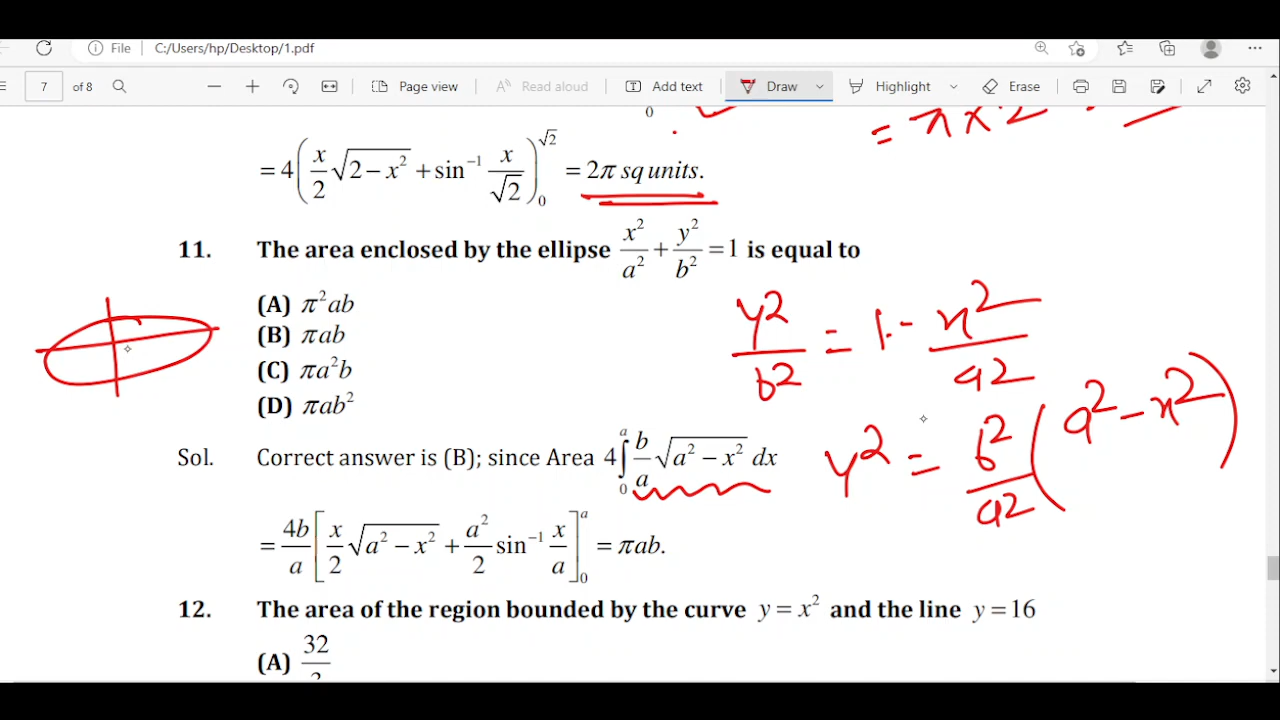 File C:/Users/hp/Desktop/1.pdf
7 of 8 Page view Read aloud Add text Draw Highlight Erase
0
= 4(x/2 √(2 − x²) + sin⁻¹ x/√2)₀^√2 = 2π sq units.
11. The area enclosed by the ellipse x²/a² + y²/b² = 1 is equal to
(A) π²ab
(B) πab
(C) πa²b
(D) πab²
y²/b² = 1 - x²/a²
y² = b²/a² (a² - x²)
Sol. Correct answer is (B); since Area 4∫₀^a b/a √(a² − x²) dx
= 4b/a [x/2 √(a² − x²) + a²/2 sin⁻¹ x/a]₀^a = πab.
12. The area of the region bounded by the curve y = x² and the line y = 16
(A) 32